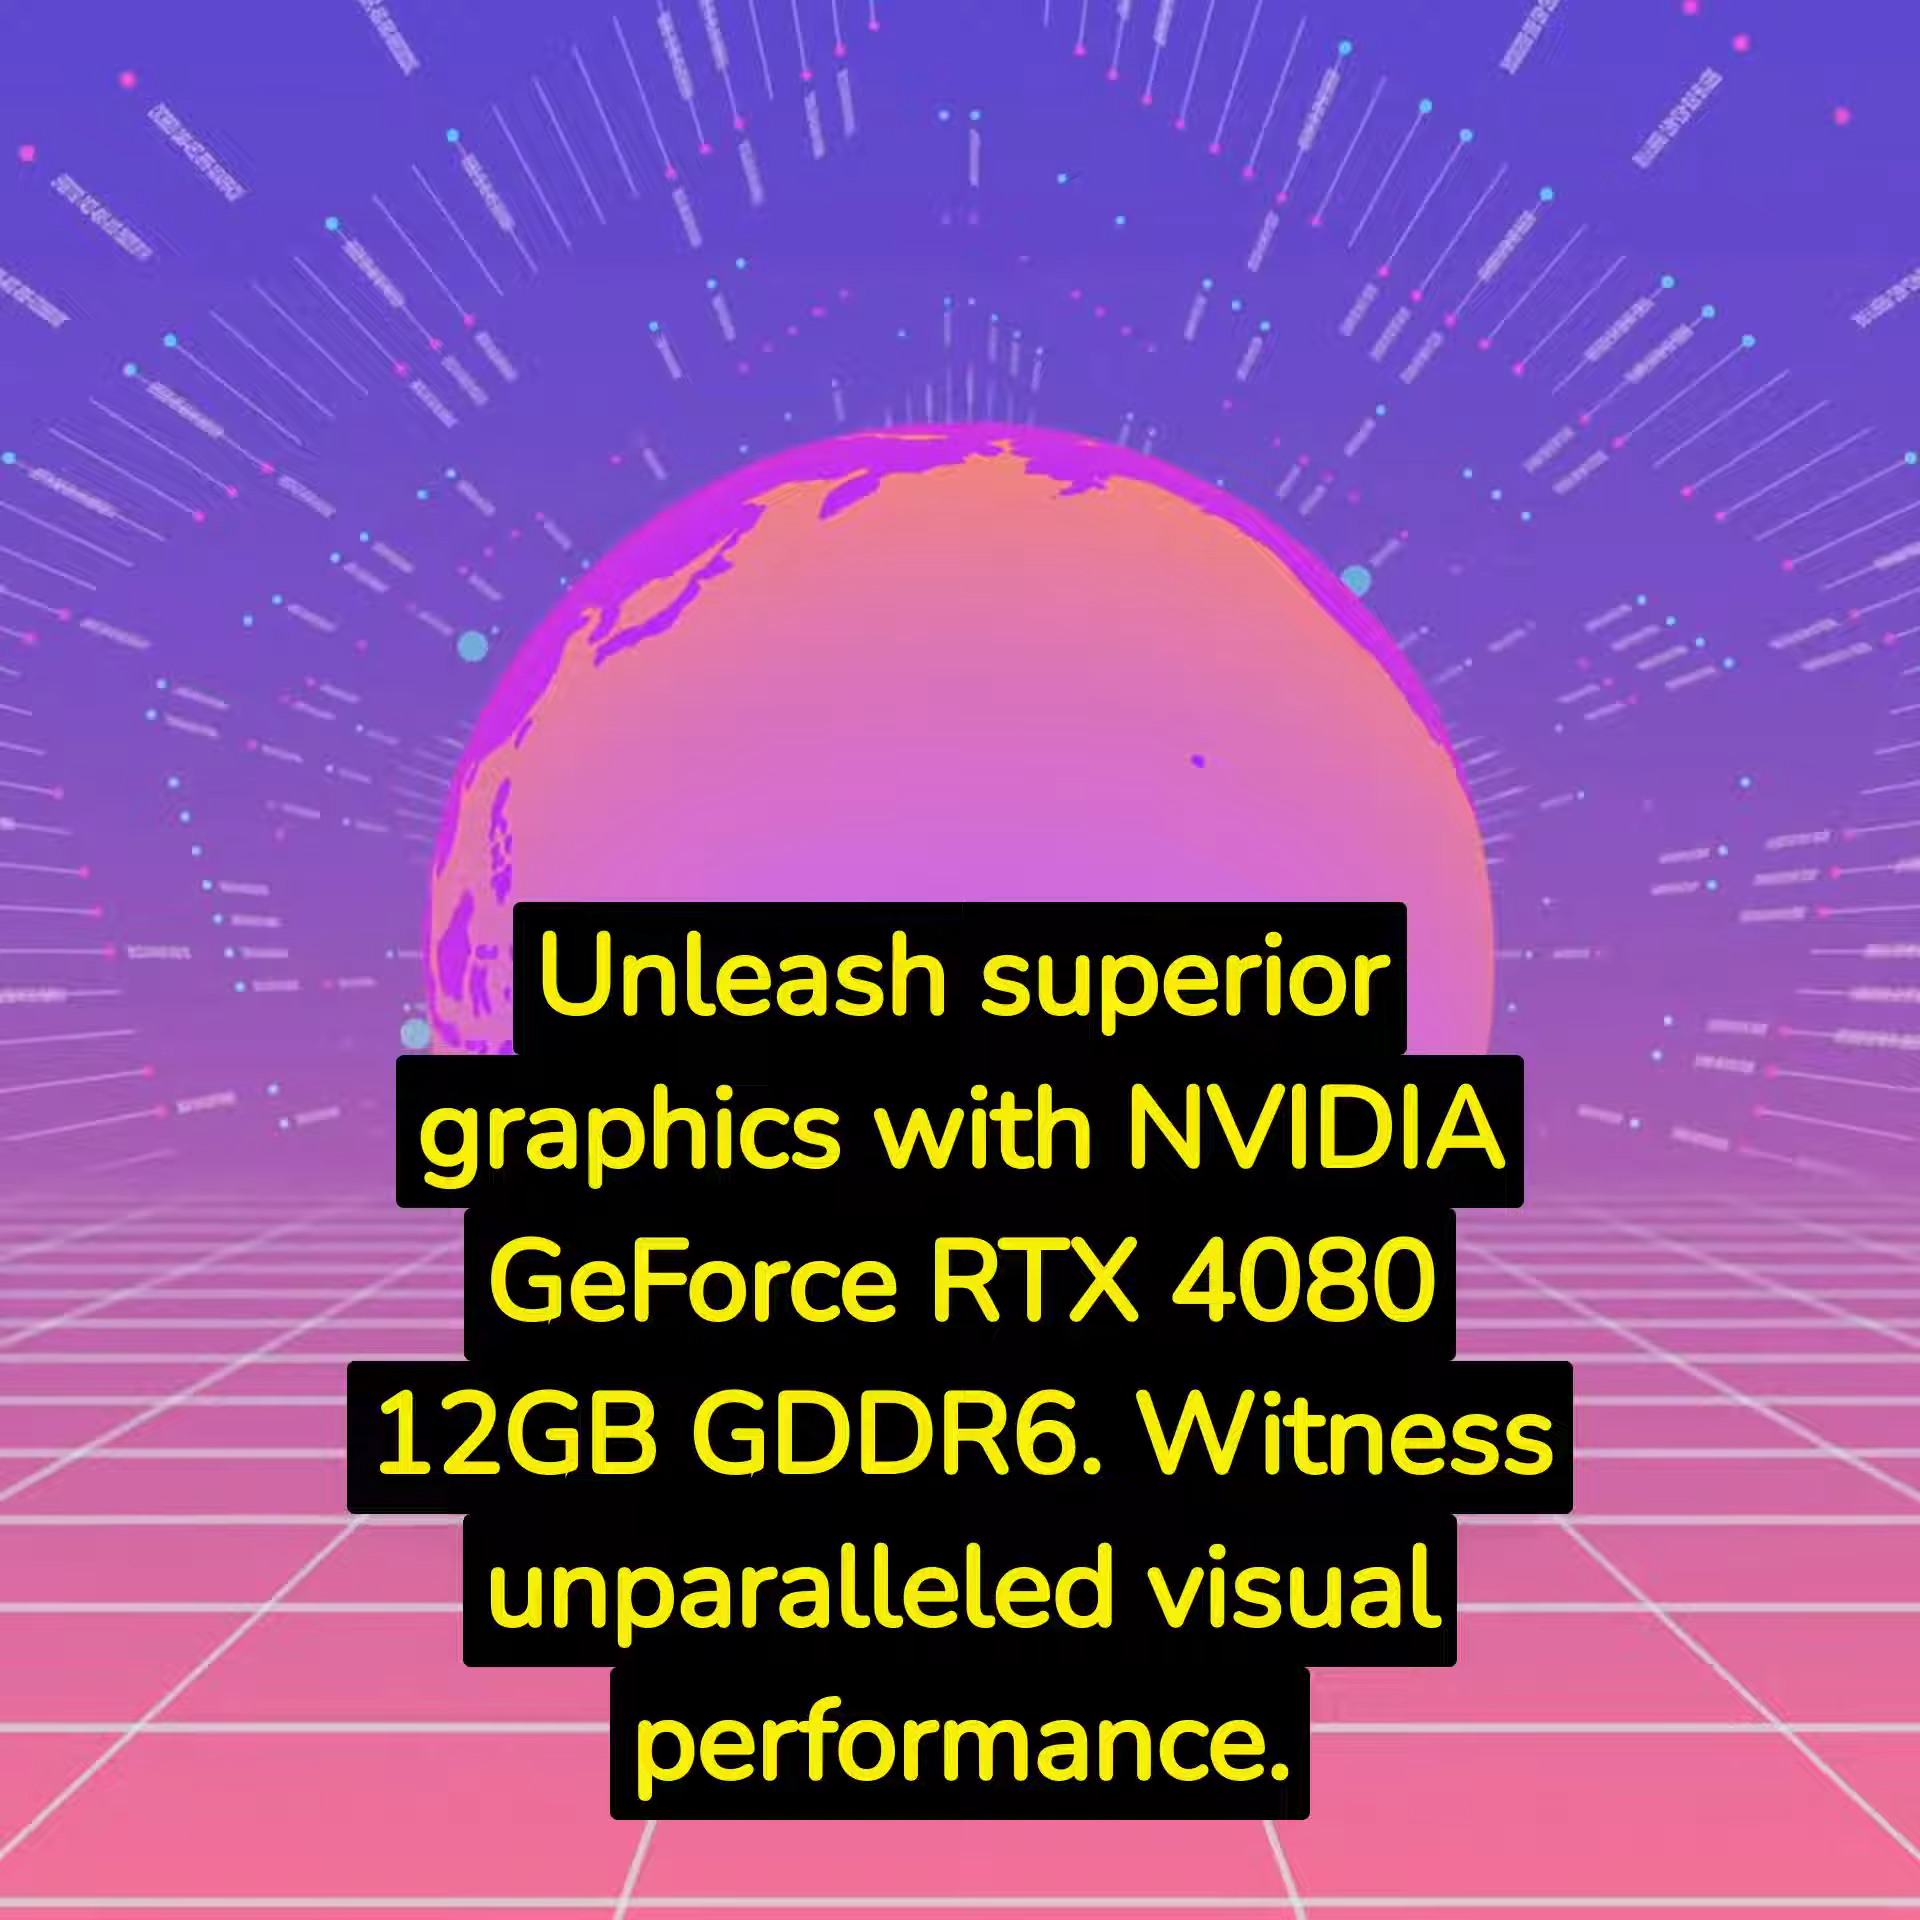 Unleash superior
graphics with NVIDIA
GeForce RTX 4080
12GB GDDR6. Witness
unparalleled visual
performance.